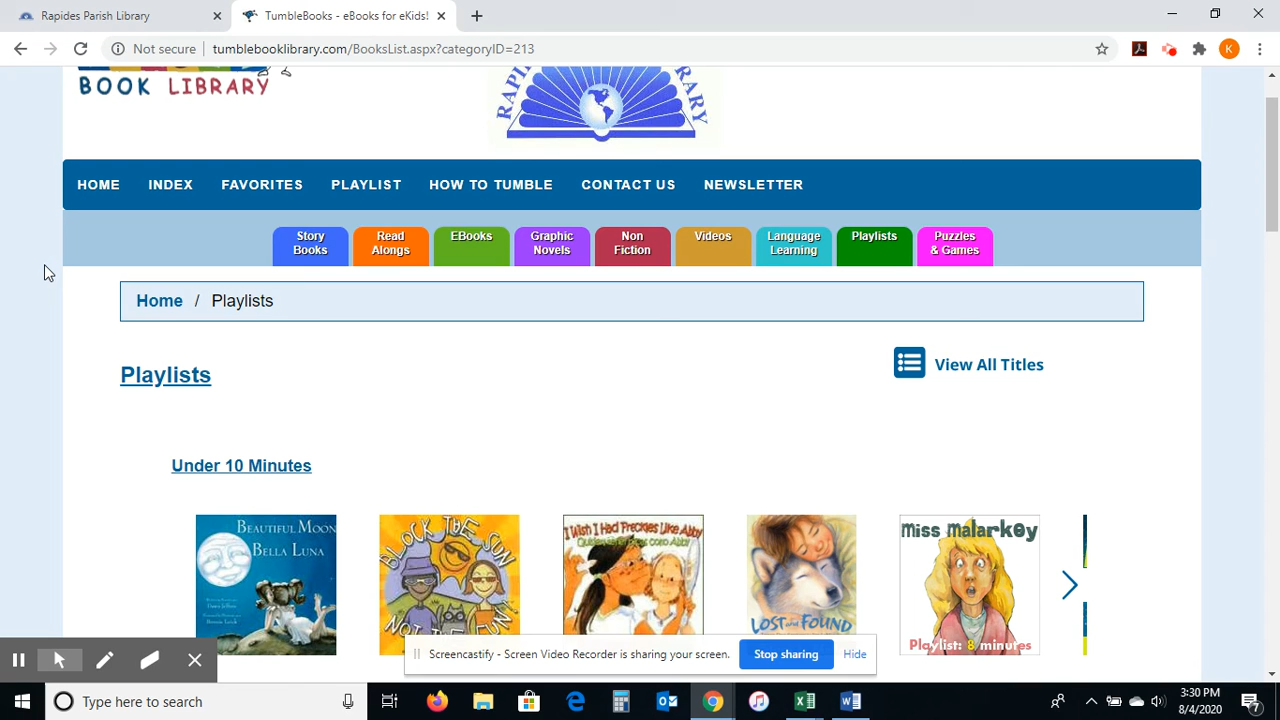 Rapides Parish Library
TumbleBooks - eBooks for eKids!
Not secure
tumblebooklibrary.com/BooksList.aspx?categoryID=213
K
BOOK LIBRARY
HOME
INDEX
FAVORITES
PLAYLIST
HOW TO TUMBLE
CONTACT US
NEWSLETTER
Story
Books
Read
Alongs
EBooks
Graphic
Novels
Non
Fiction
Videos
Language
Learning
Playlists
Puzzles
& Games
Home / Playlists
Playlists
View All Titles
Under 10 Minutes
BEAUTIFUL MOON
BELLA LUNA
BLOCK THE SUN
NOT THE
I Wish I Had Freckles Like Abby
LOST and FOUND
Miss Malarkey
Playlist: 8 minutes
Screencastify - Screen Video Recorder is sharing your screen.
Stop sharing
Hide
Type here to search
3:30 PM
8/4/2020
7